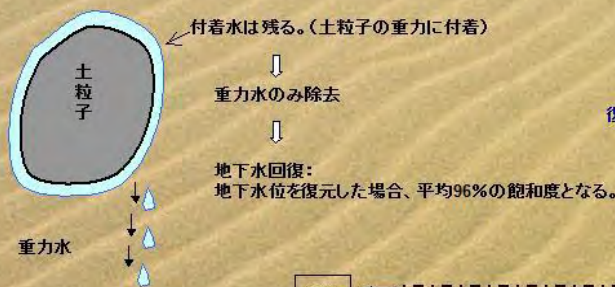 付着水は残る。（土粒子の重力に付着）
土粒子
重力水のみ除去
地下水回復：
地下水位を復元した場合、平均96%の飽和度となる。
重力水